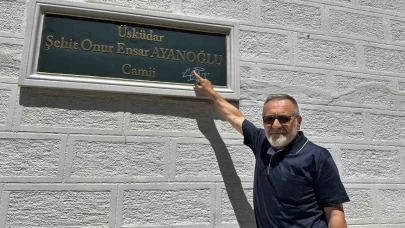 Üsküdar
Şehit Onur Ensar AYANOĞLU
Camii